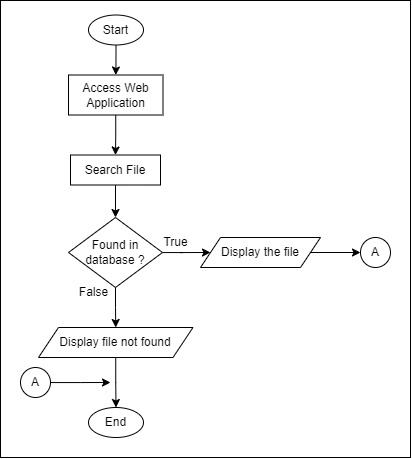 Start
Access Web
Application
Search File
Found in
database ?
True
Display the file
A
False
Display file not found
A
End